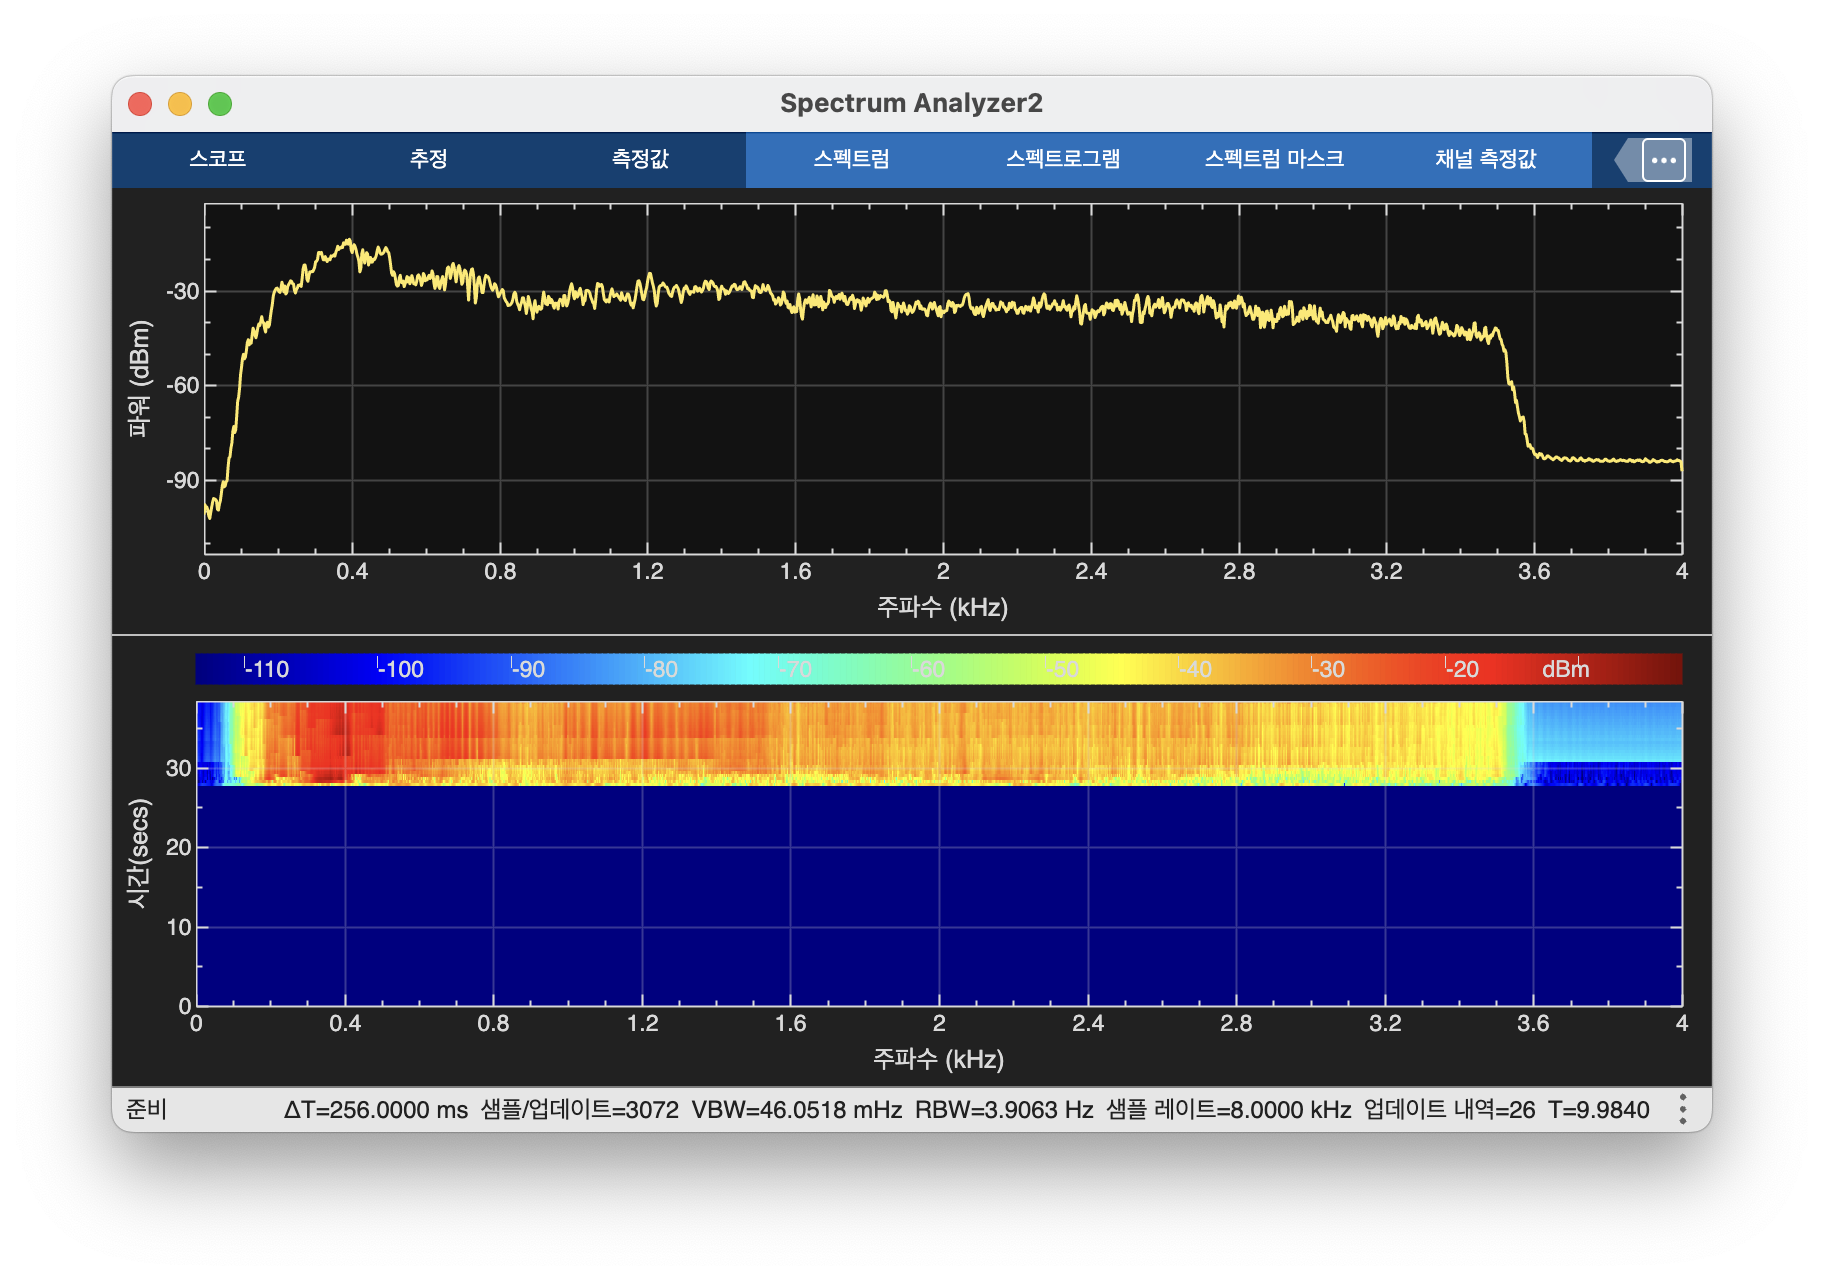 Spectrum Analyzer2
스코프 추정 측정값 스펙트럼 스펙트로그램 스펙트럼 마스크 채널 측정값
파워 (dBm)
-30
-60
-90
0 0.4 0.8 1.2 1.6 2 2.4 2.8 3.2 3.6 4
주파수 (kHz)
-110 -100 -90 -80 -70 -60 -50 -40 -30 -20 dBm
시간(secs)
30
20
10
0
0 0.4 0.8 1.2 1.6 2 2.4 2.8 3.2 3.6 4
주파수 (kHz)
준비 ΔT=256.0000 ms 샘플/업데이트=3072 VBW=46.0518 mHz RBW=3.9063 Hz 샘플 레이트=8.0000 kHz 업데이트 내역=26 T=9.9840